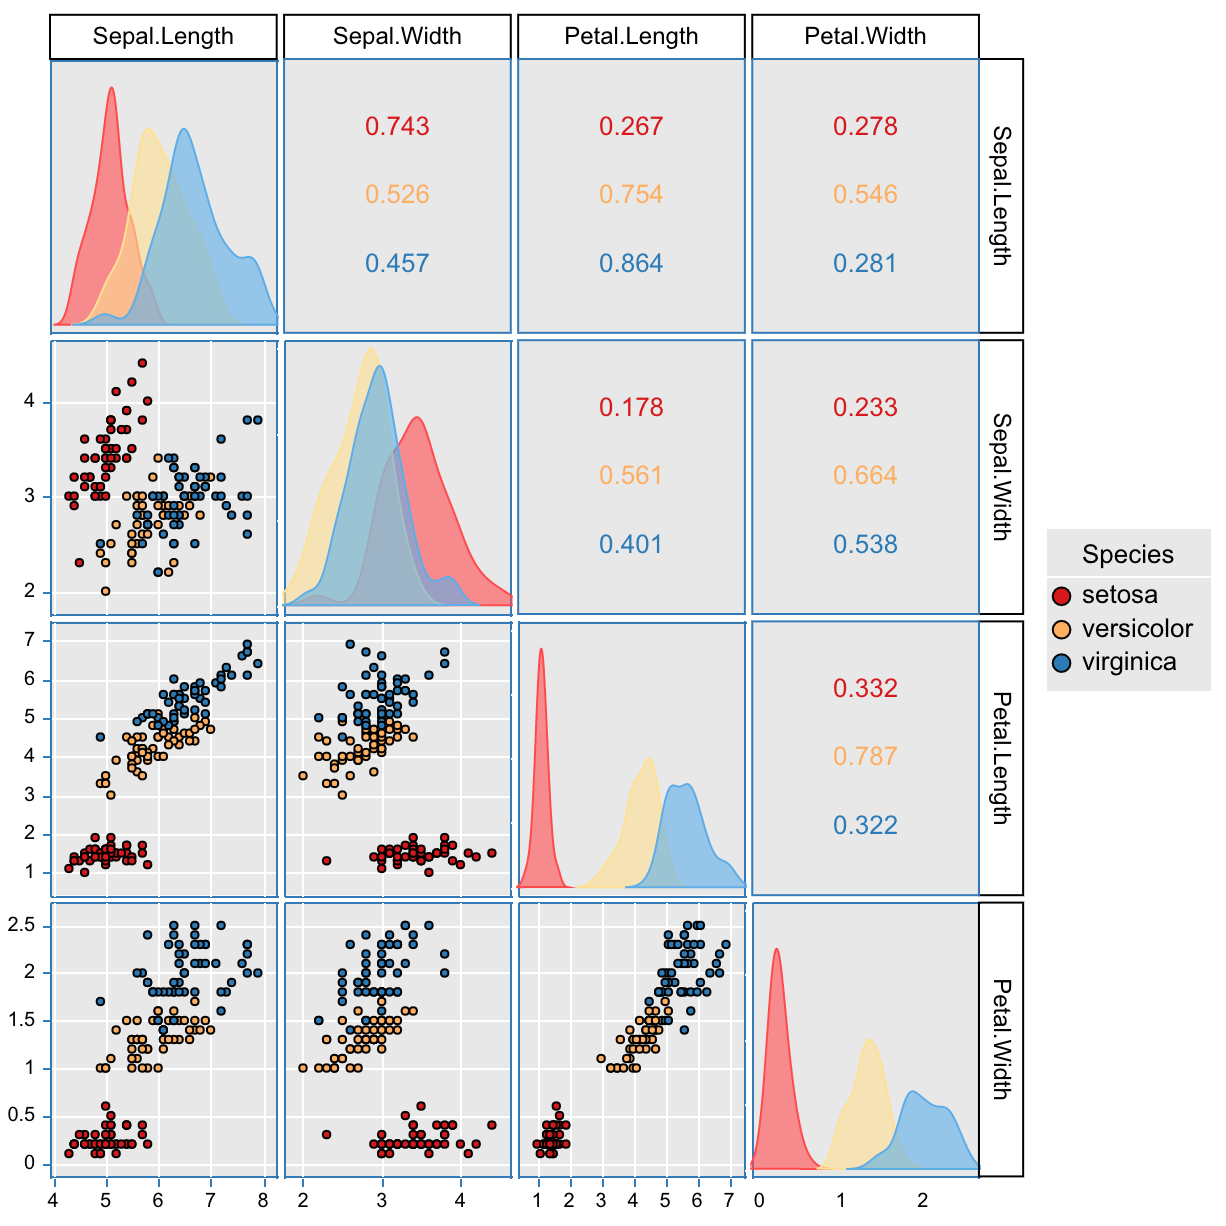 Sepal.Length Sepal.Width Petal.Length Petal.Width
0.743 0.267 0.278
0.526 0.754 0.546
0.457 0.864 0.281
Sepal.Length
4
3
2
0.178 0.233
0.561 0.664
0.401 0.538
Sepal.Width
7
6
5
4
3
2
1
0.332
0.787
0.322
Petal.Length
2.5
2
1.5
1
0.5
0
Petal.Width
4 5 6 7 8 2 3 4 1 2 3 4 5 6 7 0 1 2
Species
setosa
versicolor
virginica